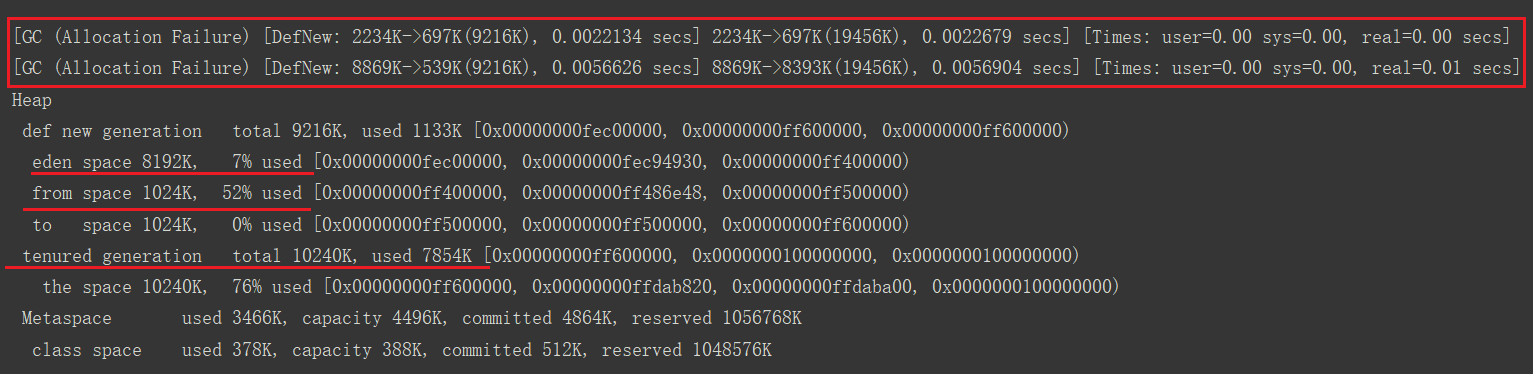 [GC (Allocation Failure) [DefNew: 2234K->697K(9216K), 0.0022134 secs] 2234K->697K(19456K), 0.0022679 secs] [Times: user=0.00 sys=0.00, real=0.00 secs]
[GC (Allocation Failure) [DefNew: 8869K->539K(9216K), 0.0056626 secs] 8869K->8393K(19456K), 0.0056904 secs] [Times: user=0.00 sys=0.00, real=0.01 secs]
Heap
def new generation total 9216K, used 1133K [0x00000000fec00000, 0x00000000ff600000, 0x00000000ff600000)
eden space 8192K, 7% used [0x00000000fec00000, 0x00000000fec94930, 0x00000000ff400000)
from space 1024K, 52% used [0x00000000ff400000, 0x00000000ff486e48, 0x00000000ff500000)
to space 1024K, 0% used [0x00000000ff500000, 0x00000000ff500000, 0x00000000ff600000)
tenured generation total 10240K, used 7854K [0x00000000ff600000, 0x0000000100000000, 0x0000000100000000)
the space 10240K, 76% used [0x00000000ff600000, 0x00000000ffdab820, 0x00000000ffdaba00, 0x0000000100000000)
Metaspace used 3466K, capacity 4496K, committed 4864K, reserved 1056768K
class space used 378K, capacity 388K, committed 512K, reserved 1048576K